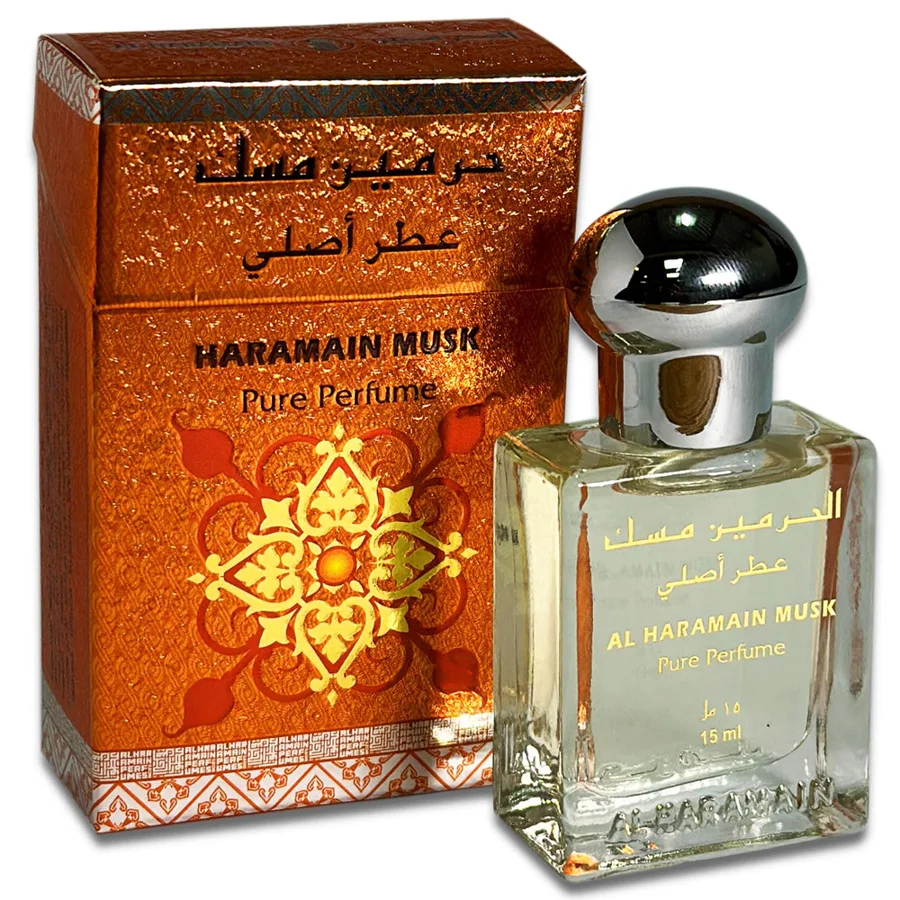 حرمين مسك
عطر أصلي
HARAMAIN MUSK
Pure Perfume
الحرمين مسك
عطر أصلي
AL HARAMAIN MUSK
Pure Perfume
١٥ مل
15 ml
AL HARAMAIN